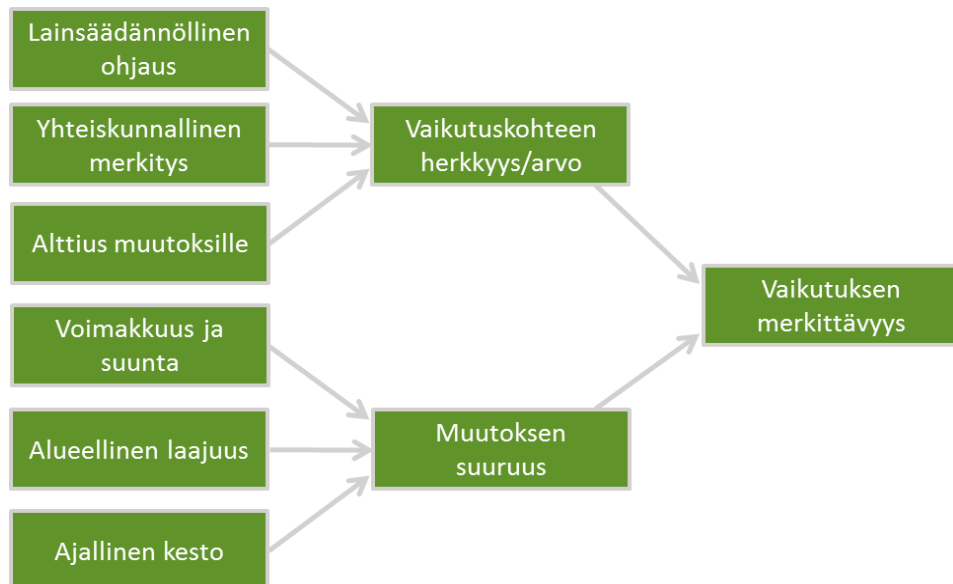 Lainsäädännöllinen
ohjaus
Yhteiskunnallinen
merkitys
Alttius muutoksille
Voimakkuus ja
suunta
Alueellinen laajuus
Ajallinen kesto
Vaikutuskohteen
herkkyys/arvo
Muutoksen
suuruus
Vaikutuksen
merkittävyys